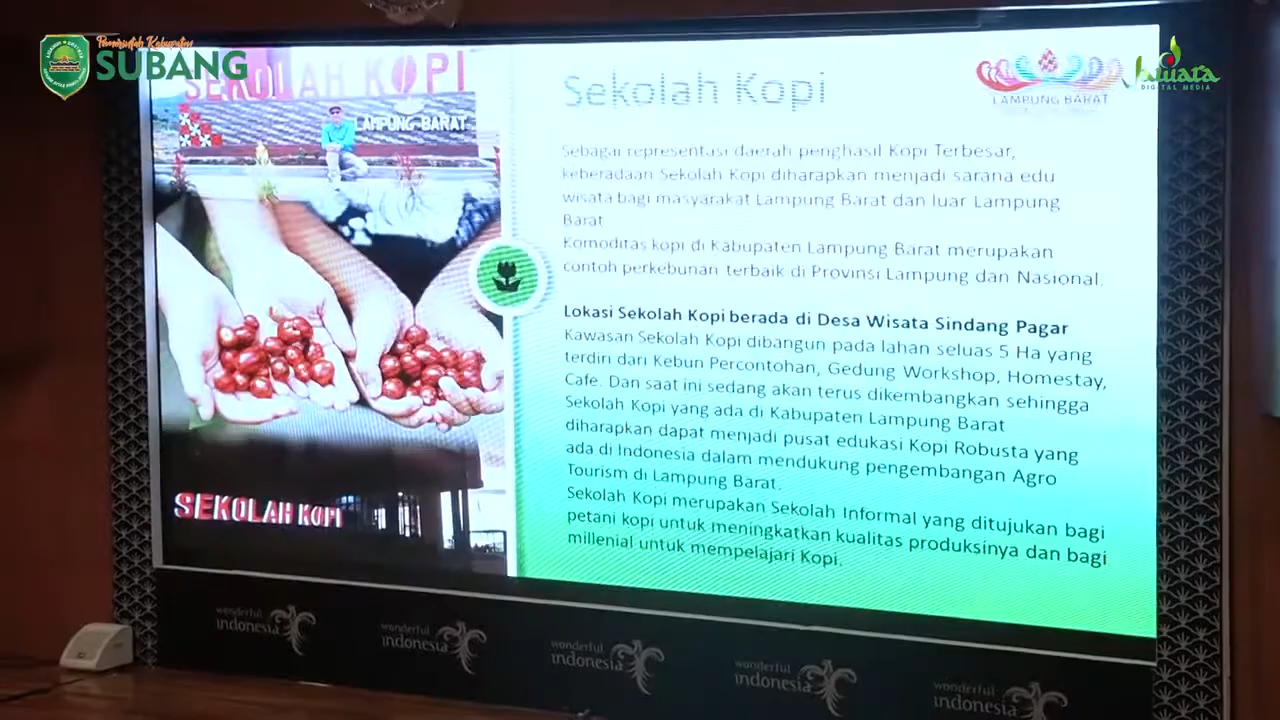 Pemerintah Kabupaten
SUBANG
SEKOLAH KOPI
LAMPUNG BARAT
Sekolah Kopi
LAMPUNG BARAT
lawara
DIGITAL MEDIA
Sebagai representasi daerah penghasil Kopi Terbesar,
keberadaan Sekolah Kopi diharapkan menjadi sarana edu
wisata bagi masyarakat Lampung Barat dan luar Lampung
Barat
Komoditas kopi di Kabupaten Lampung Barat merupakan
contoh perkebunan terbaik di Provinsi Lampung dan Nasional.
Lokasi Sekolah Kopi berada di Desa Wisata Sindang Pagar
Kawasan Sekolah Kopi dibangun pada lahan seluas 5 Ha yang
terdiri dari Kebun Percontohan, Gedung Workshop, Homestay,
Cafe. Dan saat ini sedang akan terus dikembangkan sehingga
Sekolah Kopi yang ada di Kabupaten Lampung Barat
diharapkan dapat menjadi pusat edukasi Kopi Robusta yang
ada di Indonesia dalam mendukung pengembangan Agro
Tourism di Lampung Barat.
Sekolah Kopi merupakan Sekolah Informal yang ditujukan bagi
petani kopi untuk meningkatkan kualitas produksinya dan bagi
millenial untuk mempelajari Kopi.
SEKOLAH KOPI
wonderful
indonesia
wonderful
indonesia
wonderful
indonesia
wonderful
indonesia
wonderful
indonesia